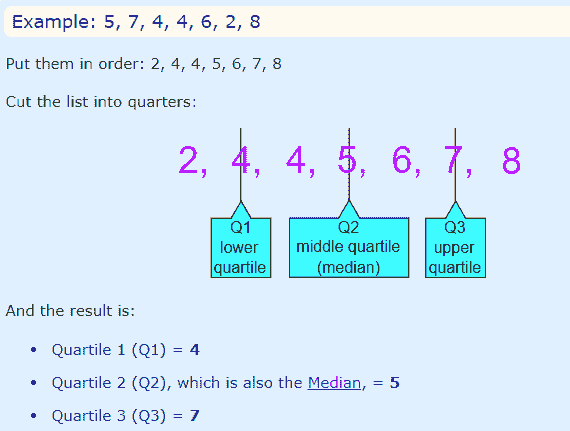 Example: 5, 7, 4, 4, 6, 2, 8
Put them in order: 2, 4, 4, 5, 6, 7, 8
Cut the list into quarters:
2, 4, 4, 5, 6, 7, 8
Q1
lower
quartile
Q2
middle quartile
(median)
Q3
upper
quartile
And the result is:
• Quartile 1 (Q1) = 4
• Quartile 2 (Q2), which is also the Median, = 5
• Quartile 3 (Q3) = 7